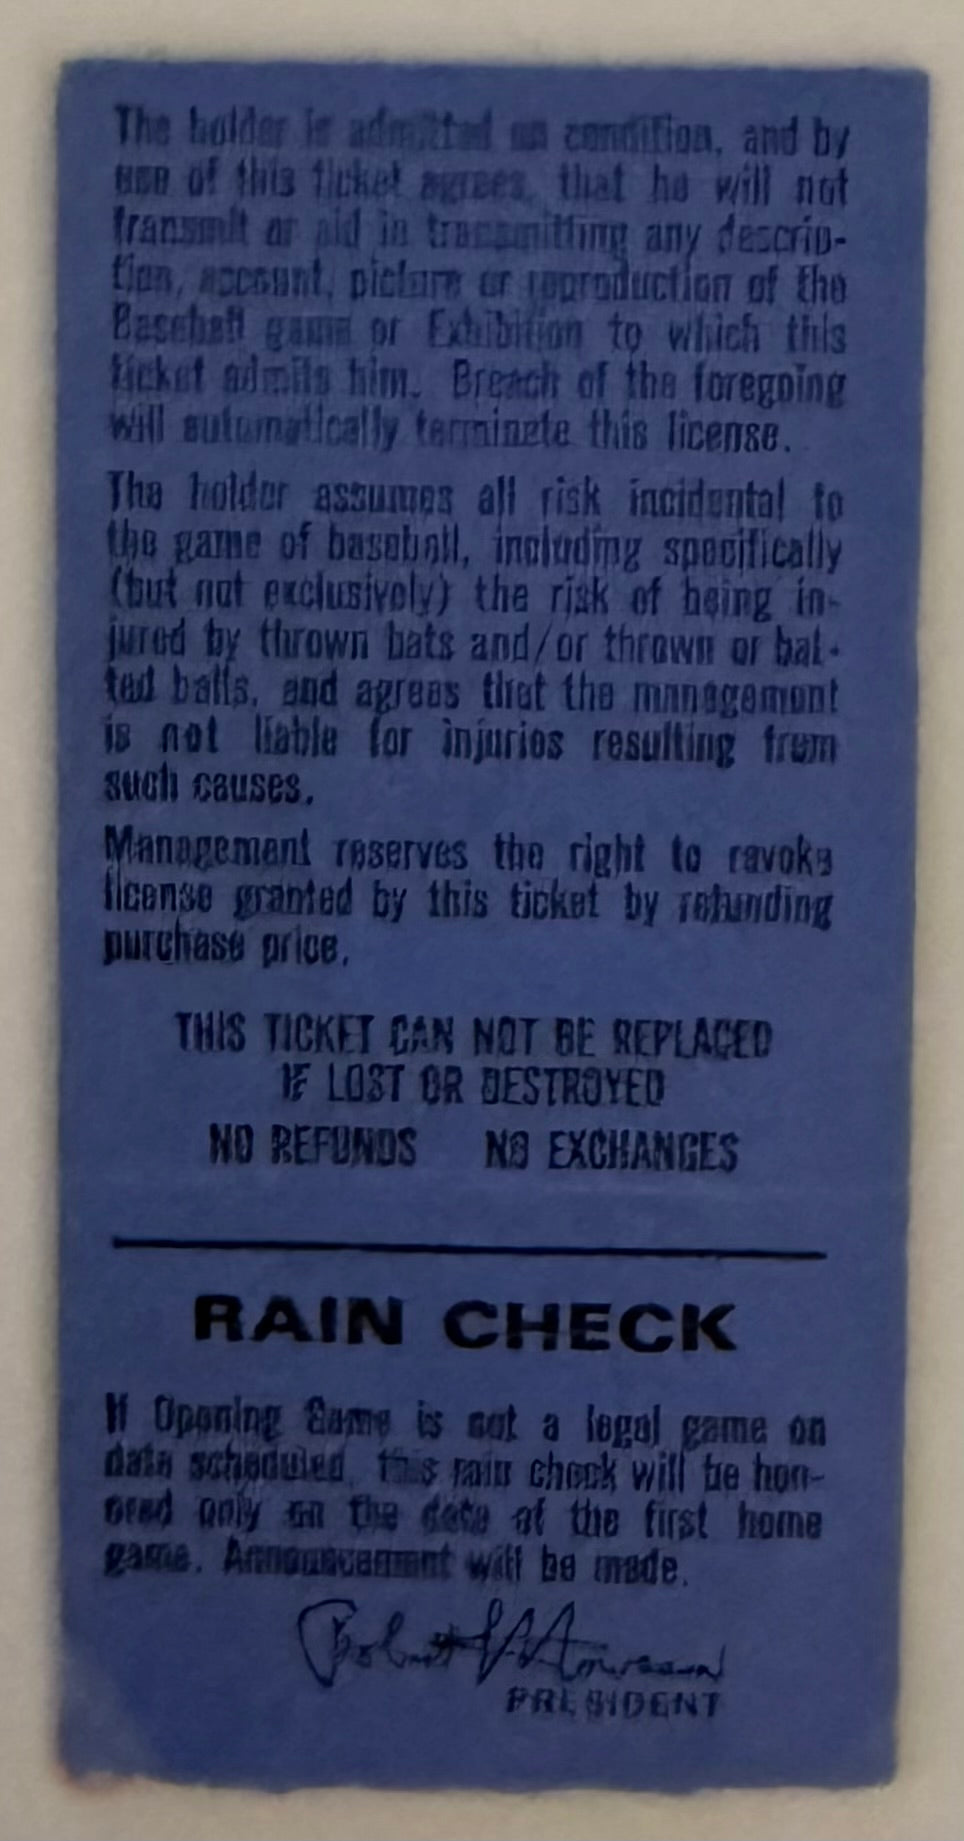 The holder is admitted on condition, and by
use of this ticket agrees, that he will not
transmit or aid in transmitting any descrip-
tion, account, picture or reproduction of the
Baseball game or Exhibition to which this
ticket admits him. Breach of the foregoing
will automatically terminate this license.
The holder assumes all risk incidental to
the game of baseball, including specifically
(but not exclusively) the risk of being in-
jured by thrown bats and/or thrown or bat-
ted balls, and agrees that the management
is not liable for injuries resulting from
such causes.
Management reserves the right to revoke
license granted by this ticket by refunding
purchase price.
THIS TICKET CAN NOT BE REPLACED
IF LOST OR DESTROYED
NO REFUNDS NO EXCHANGES
RAIN CHECK
If Opening Game is not a legal game on
date scheduled, this rain check will be hon-
ored only on the date of the first home
game. Announcement will be made.
Robert
PRESIDENT